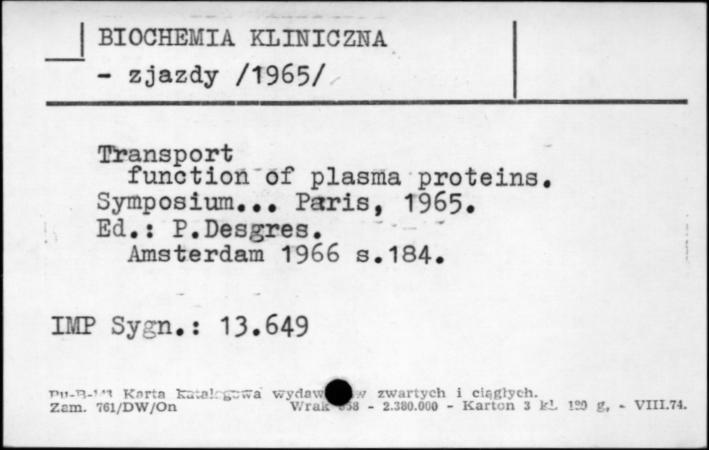 BIOCHEMIA KLINICZNA
- zjazdy /1965/
Transport
function of plasma proteins.
Symposium... Paris, 1965.
Ed.: P.Desgres.
Amsterdam 1966 s.184.
IMP Sygn.: 13.649
Karta katalogowa zwartych i ciągłych.
Zam. 761/DW/On - 2.380.000 - Karton 3 kl. 120 g, - VIII.74.